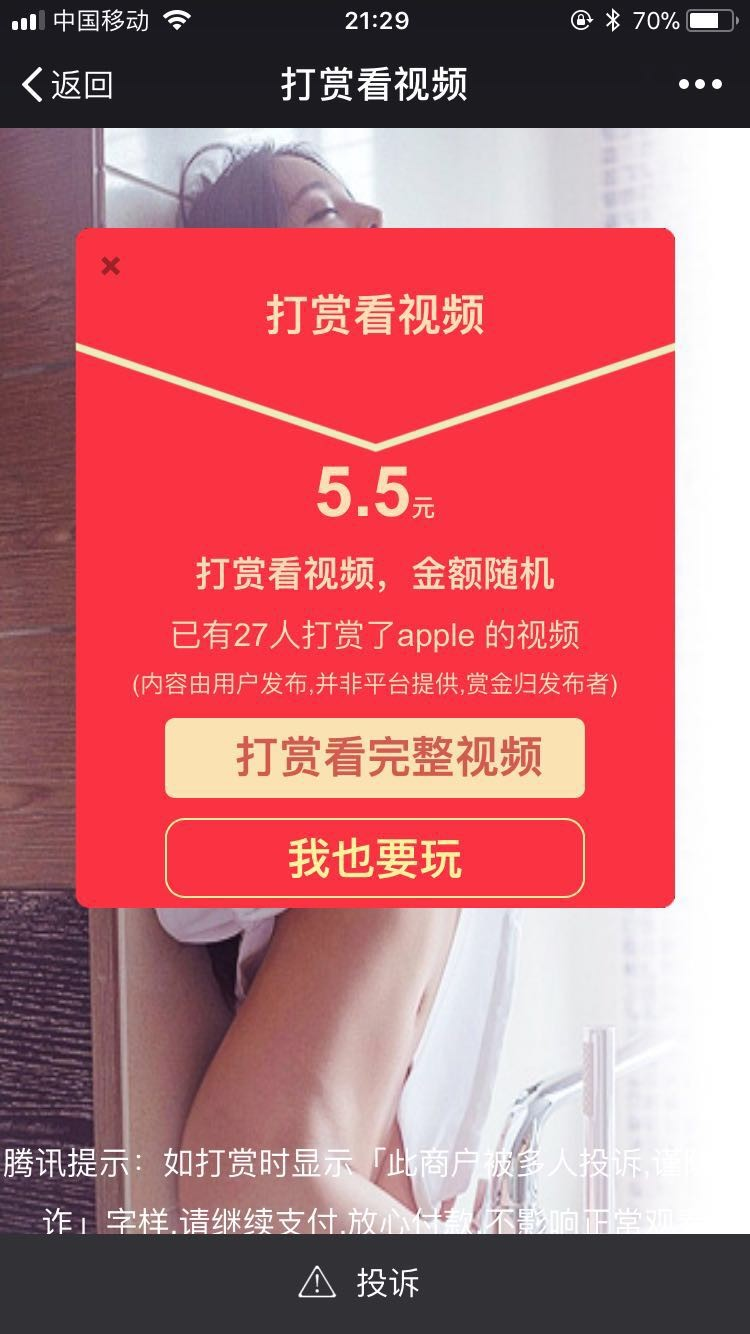 中国移动
21:29
70%
返回
打赏看视频
打赏看视频
5.5元
打赏看视频，金额随机
已有27人打赏了apple 的视频
(内容由用户发布,并非平台提供,赏金归发布者)
打赏看完整视频
我也要玩
腾讯提示：如打赏时显示「此商户被多人投诉,谨
诈」字样,请继续支付,放心付款,不影响正常观
投诉